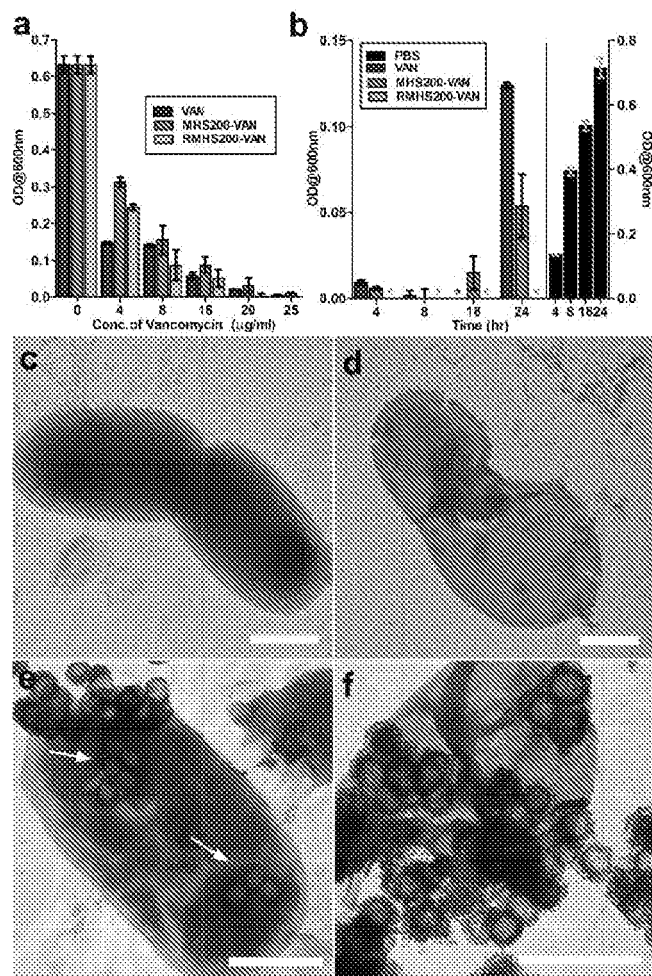 a
b
0.7
0.6
0.5
0.4
0.3
0.2
0.1
0.0
OD@600nm
VAN
MHS200-VAN
RMHS200-VAN
0 4 8 16 20 25
Conc.of Vancomycin (μg/ml)
0.15
0.10
0.05
0.00
OD@600nm
PBS
VAN
MHS200-VAN
RMHS200-VAN
4 8 18 24 4 8 18 24
Time (hr)
0.8
0.6
0.4
0.2
0.0
OD@600nm
c
d
e
f